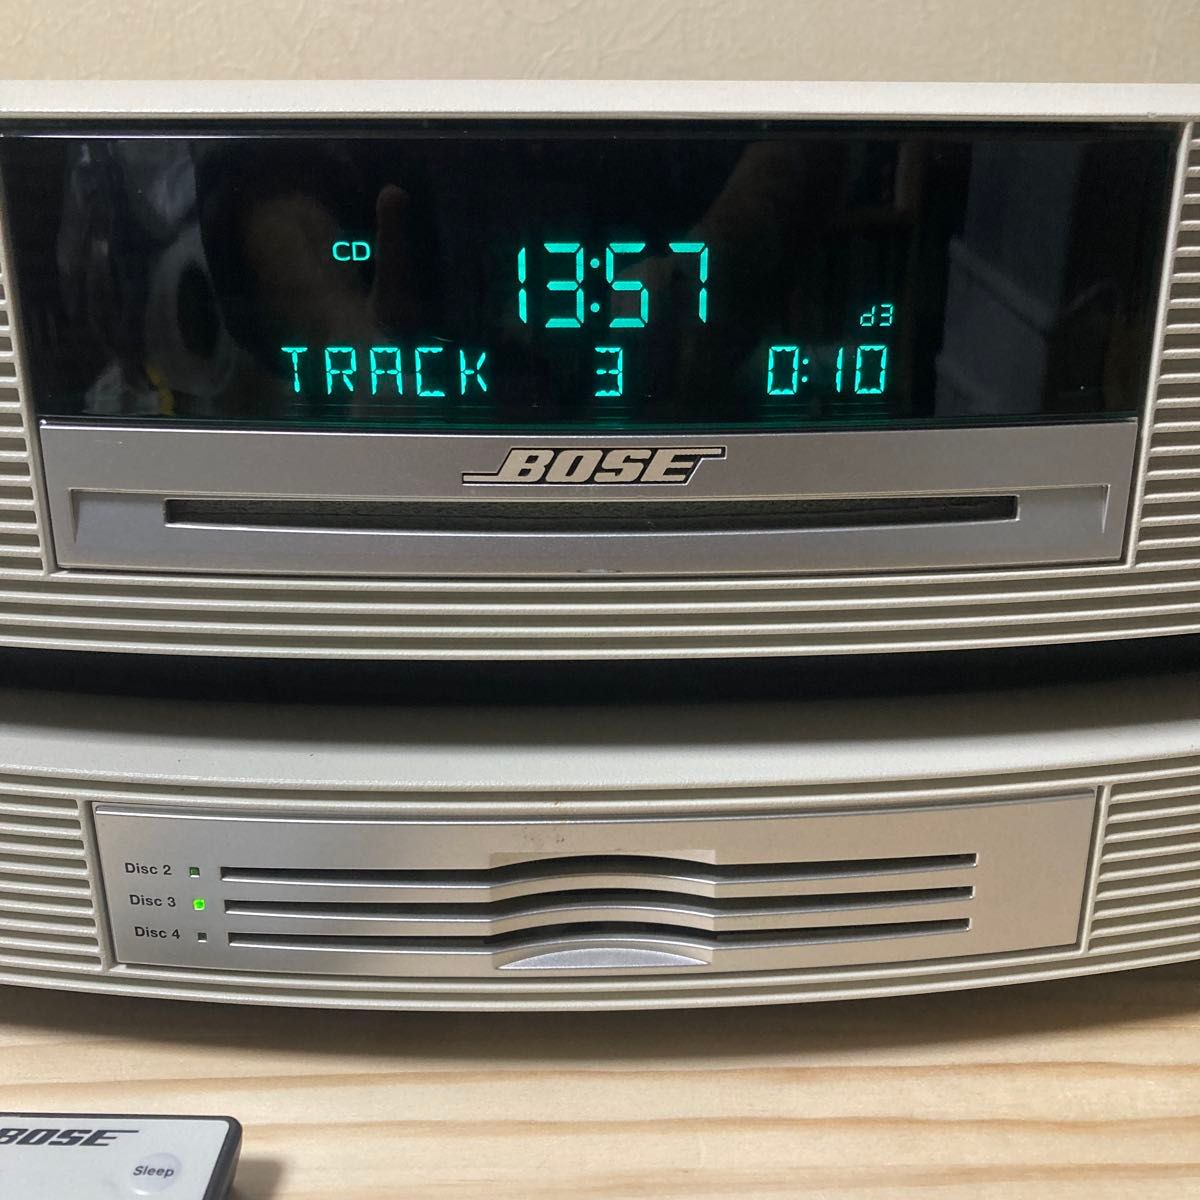 CD
13:57
d3
TRACK 3 0:10
BOSE
Disc 2
Disc 3
Disc 4
BOSE
Sleep